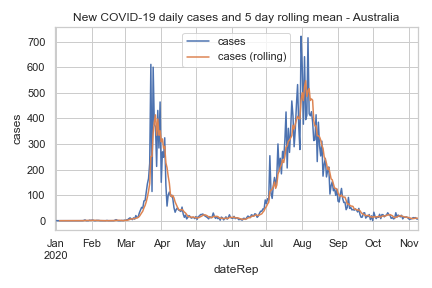 New COVID-19 daily cases and 5 day rolling mean - Australia
cases
cases (rolling)
700
600
500
400
300
200
100
0
cases
Jan Feb Mar Apr May Jun Jul Aug Sep Oct Nov
2020
dateRep